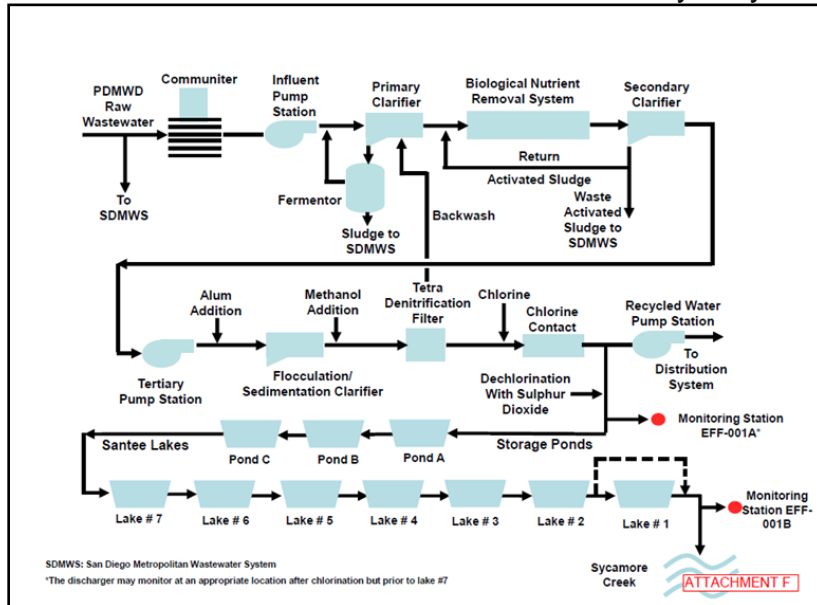 Communiter
PDMWD
Raw
Wastewater
Influent
Pump
Station
Primary
Clarifier
Biological Nutrient
Removal System
Secondary
Clarifier
To
SDMWS
Fermentor
Sludge to
SDMWS
Backwash
Return
Activated Sludge
Waste
Activated
Sludge to
SDMWS
Alum
Addition
Methanol
Addition
Tetra
Denitrification
Filter
Chlorine
Chlorine
Contact
Recycled Water
Pump Station
Tertiary
Pump Station
Flocculation/
Sedimentation Clarifier
To
Distribution
System
Dechlorination
With Sulphur
Dioxide
Monitoring Station
EFF-001A*
Santee Lakes
Pond C
Pond B
Pond A
Storage Ponds
Lake # 7
Lake # 6
Lake # 5
Lake # 4
Lake # 3
Lake # 2
Lake # 1
Monitoring
Station EFF-
001B
Sycamore
Creek
SDMWS: San Diego Metropolitan Wastewater System
*The discharger may monitor at an appropriate location after chlorination but prior to lake #7
ATTACHMENT F